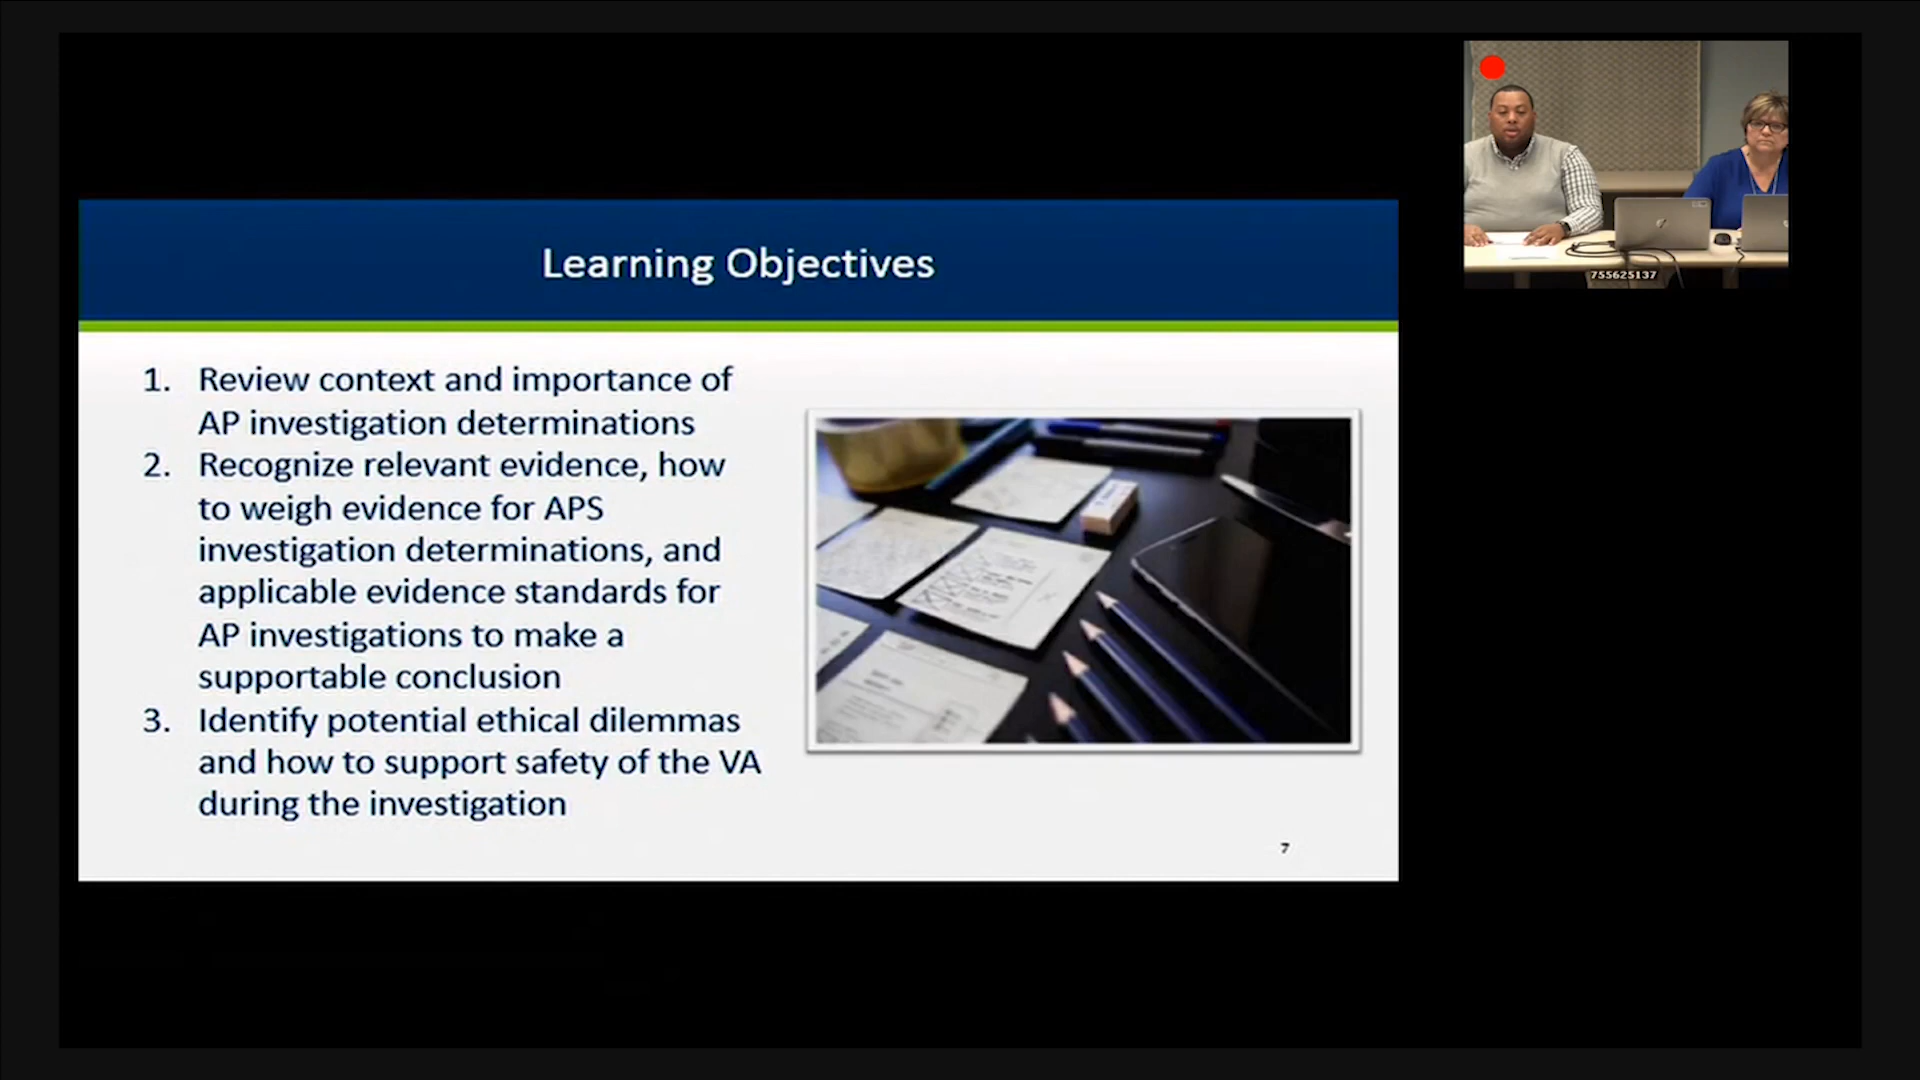 Learning Objectives
1. Review context and importance of
AP investigation determinations
2. Recognize relevant evidence, how
to weigh evidence for APS
investigation determinations, and
applicable evidence standards for
AP investigations to make a
supportable conclusion
3. Identify potential ethical dilemmas
and how to support safety of the VA
during the investigation
7
755625137